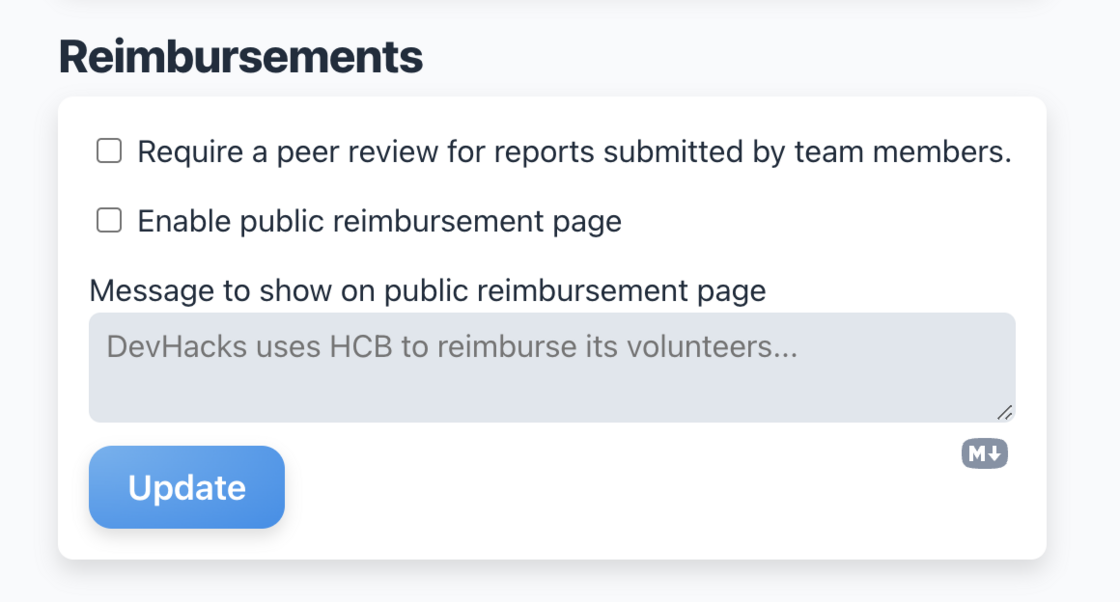 Reimbursements
Require a peer review for reports submitted by team members.
Enable public reimbursement page
Message to show on public reimbursement page
DevHacks uses HCB to reimburse its volunteers...
M↓
Update